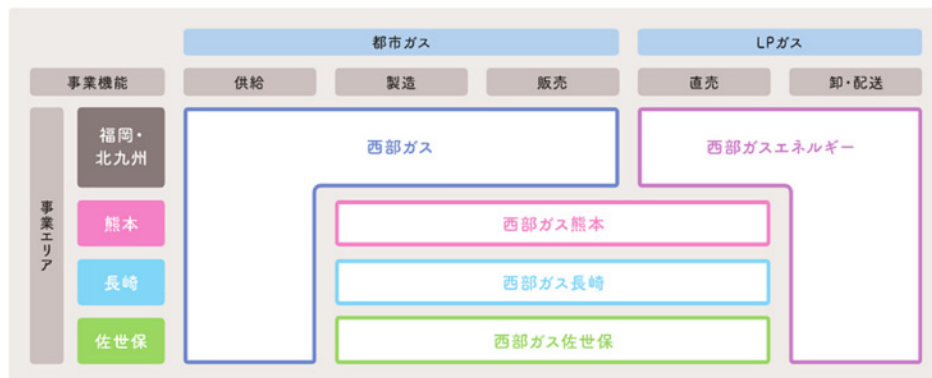 都市ガス
LPガス
事業機能
供給
製造
販売
直売
卸・配送
事業エリア
福岡・
北九州
西部ガス
西部ガスエネルギー
熊本
西部ガス熊本
長崎
西部ガス長崎
佐世保
西部ガス佐世保